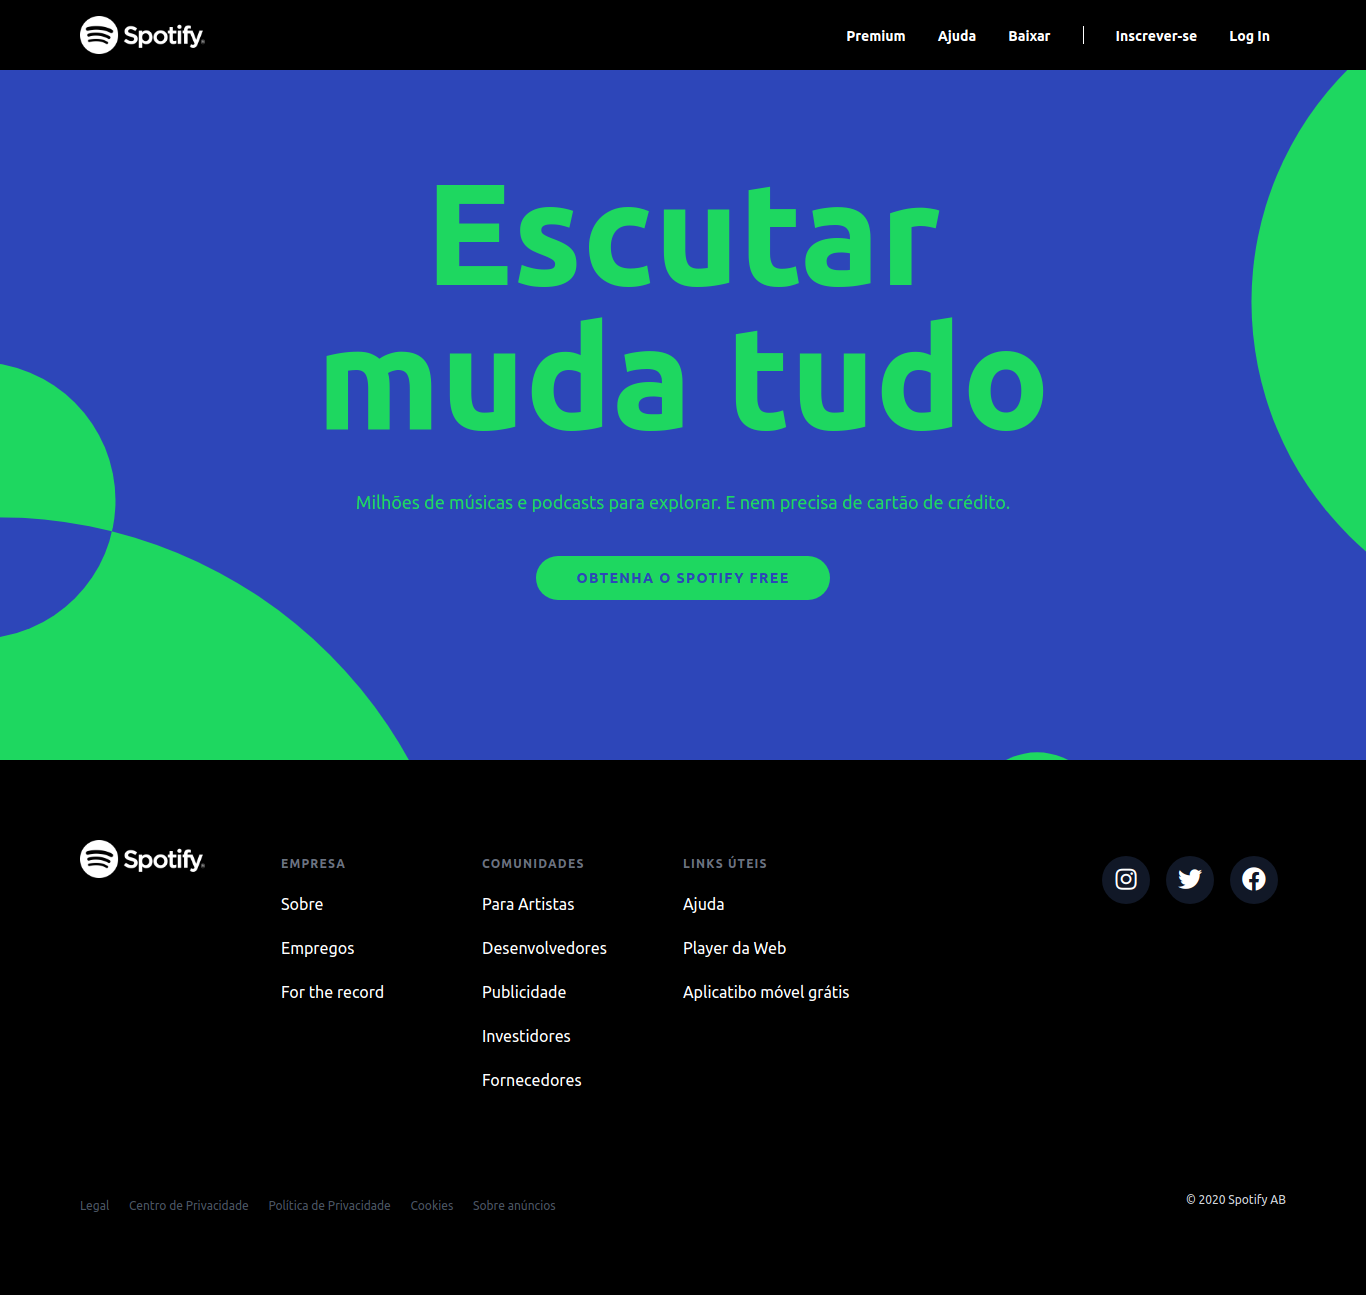 Spotify
Premium Ajuda Baixar Inscrever-se Log In
Escutar
muda tudo
Milhões de músicas e podcasts para explorar. E nem precisa de cartão de crédito.
OBTENHA O SPOTIFY FREE
Spotify
EMPRESA
Sobre
Empregos
For the record
COMUNIDADES
Para Artistas
Desenvolvedores
Publicidade
Investidores
Fornecedores
LINKS ÚTEIS
Ajuda
Player da Web
Aplicatibo móvel grátis
Legal Centro de Privacidade Política de Privacidade Cookies Sobre anúncios
© 2020 Spotify AB